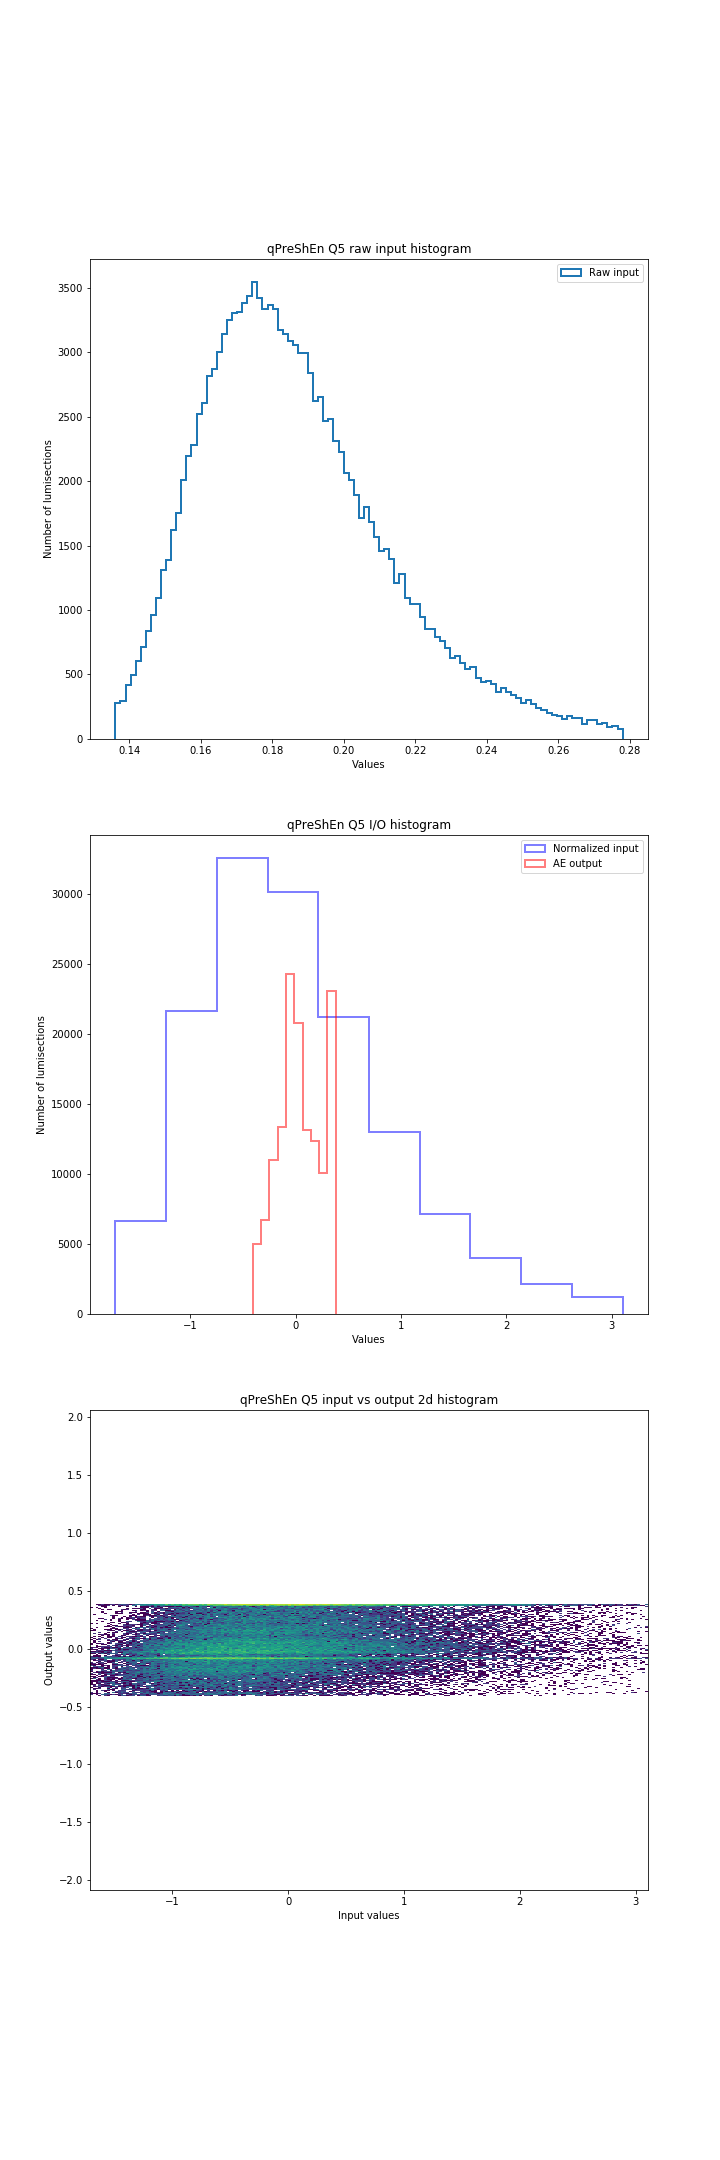 qPreShEn Q5 raw input histogram
Raw input
3500
3000
2500
2000
1500
1000
500
0
Number of lumisections
0.14 0.16 0.18 0.20 0.22 0.24 0.26 0.28
Values
qPreShEn Q5 I/O histogram
Normalized input
AE output
30000
25000
20000
15000
10000
5000
0
Number of lumisections
−1 0 1 2 3
Values
qPreShEn Q5 input vs output 2d histogram
2.0
1.5
1.0
0.5
0.0
−0.5
−1.0
−1.5
−2.0
Output values
−1 0 1 2 3
Input values